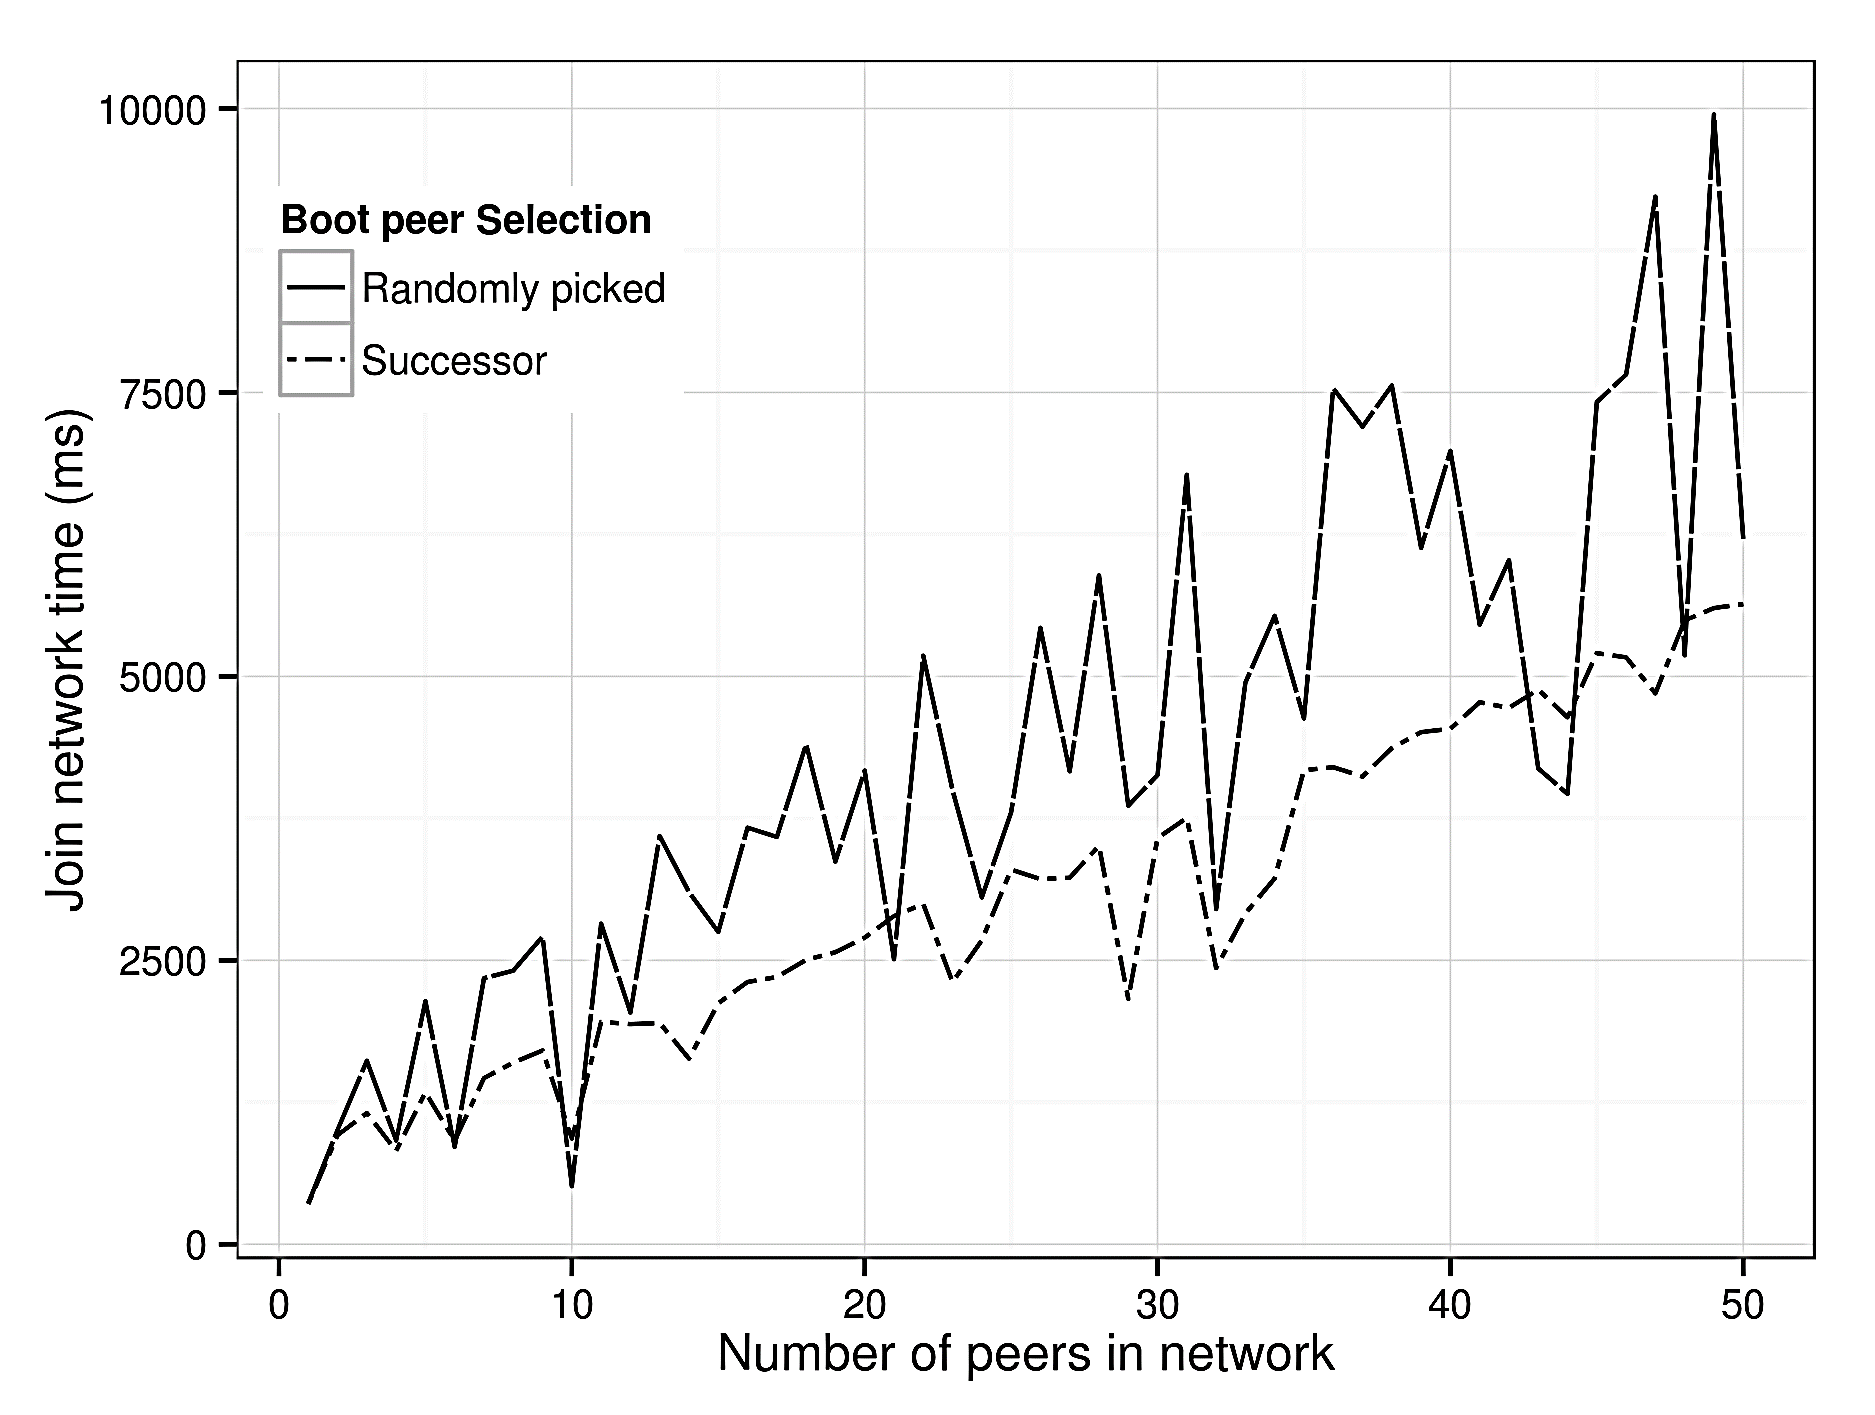 10000
7500
5000
2500
0
Join network time (ms)
Boot peer Selection
Randomly picked
Successor
0 10 20 30 40 50
Number of peers in network